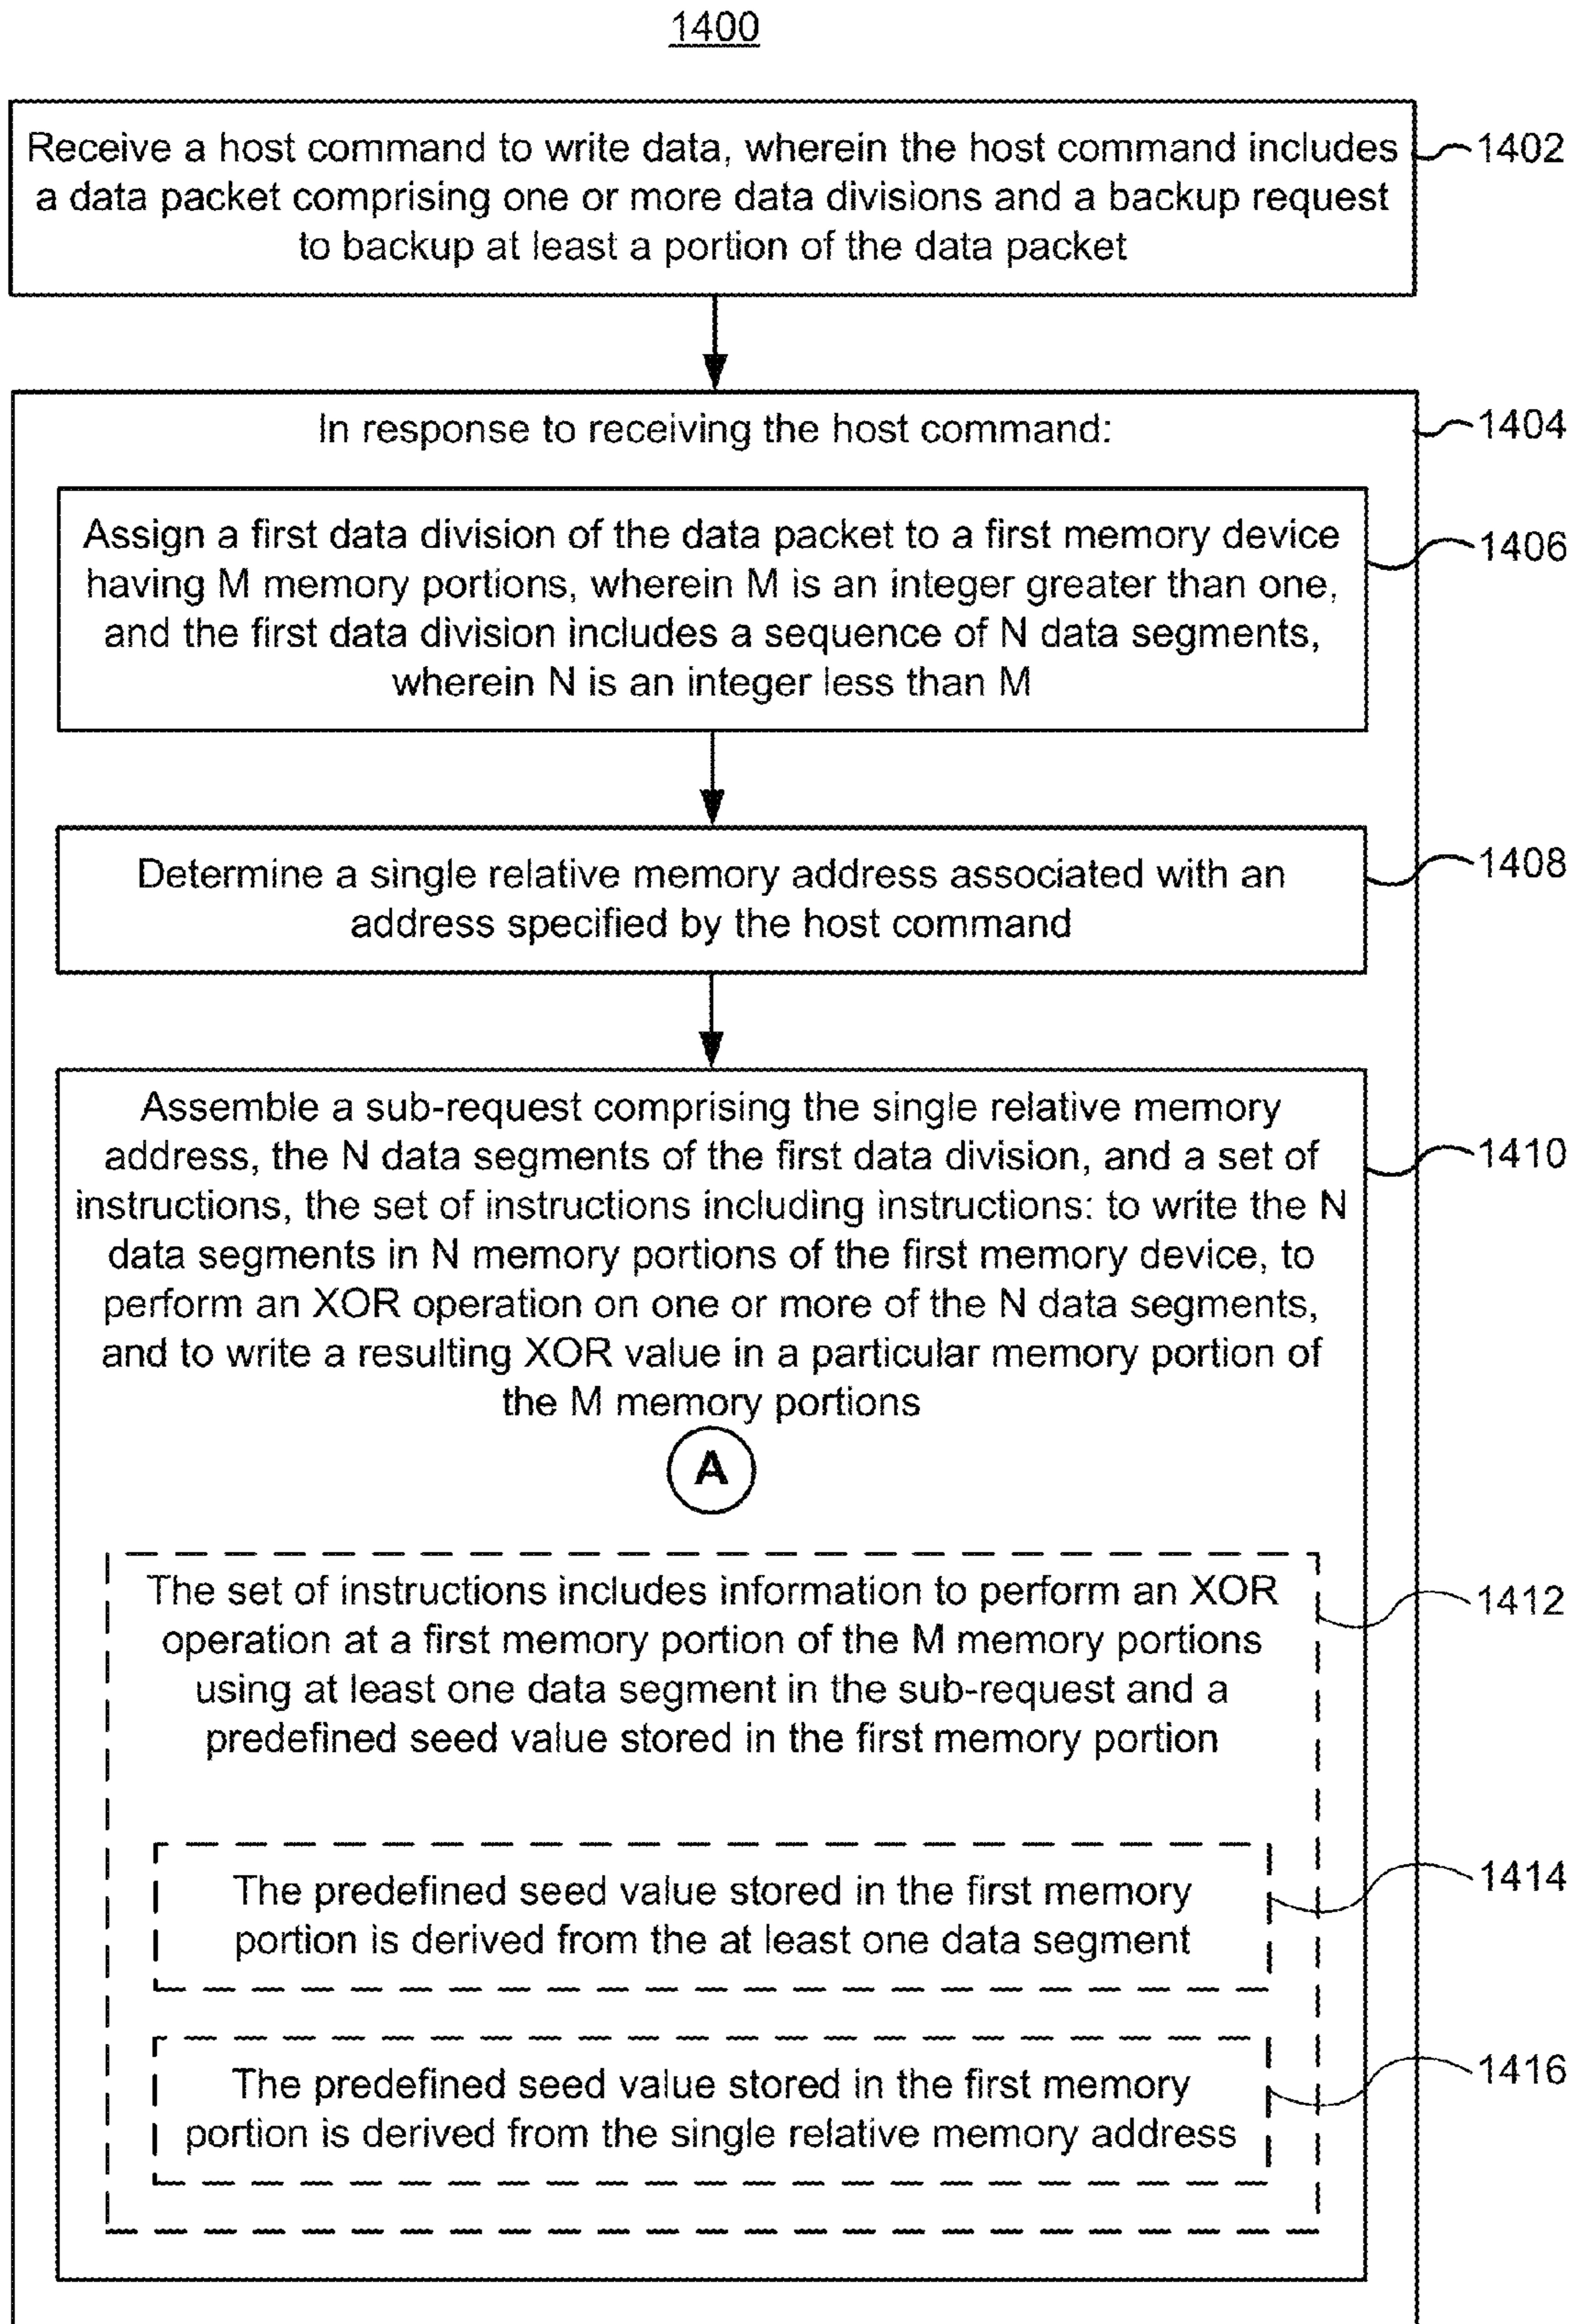 1400
Receive a host command to write data, wherein the host command includes
a data packet comprising one or more data divisions and a backup request
to backup at least a portion of the data packet
1402
In response to receiving the host command:
1404
Assign a first data division of the data packet to a first memory device
having M memory portions, wherein M is an integer greater than one,
and the first data division includes a sequence of N data segments,
wherein N is an integer less than M
1406
Determine a single relative memory address associated with an
address specified by the host command
1408
Assemble a sub-request comprising the single relative memory
address, the N data segments of the first data division, and a set of
instructions, the set of instructions including instructions: to write the N
data segments in N memory portions of the first memory device, to
perform an XOR operation on one or more of the N data segments,
and to write a resulting XOR value in a particular memory portion of
the M memory portions
1410
A
The set of instructions includes information to perform an XOR
operation at a first memory portion of the M memory portions
using at least one data segment in the sub-request and a
predefined seed value stored in the first memory portion
1412
The predefined seed value stored in the first memory
portion is derived from the at least one data segment
1414
The predefined seed value stored in the first memory
portion is derived from the single relative memory address
1416